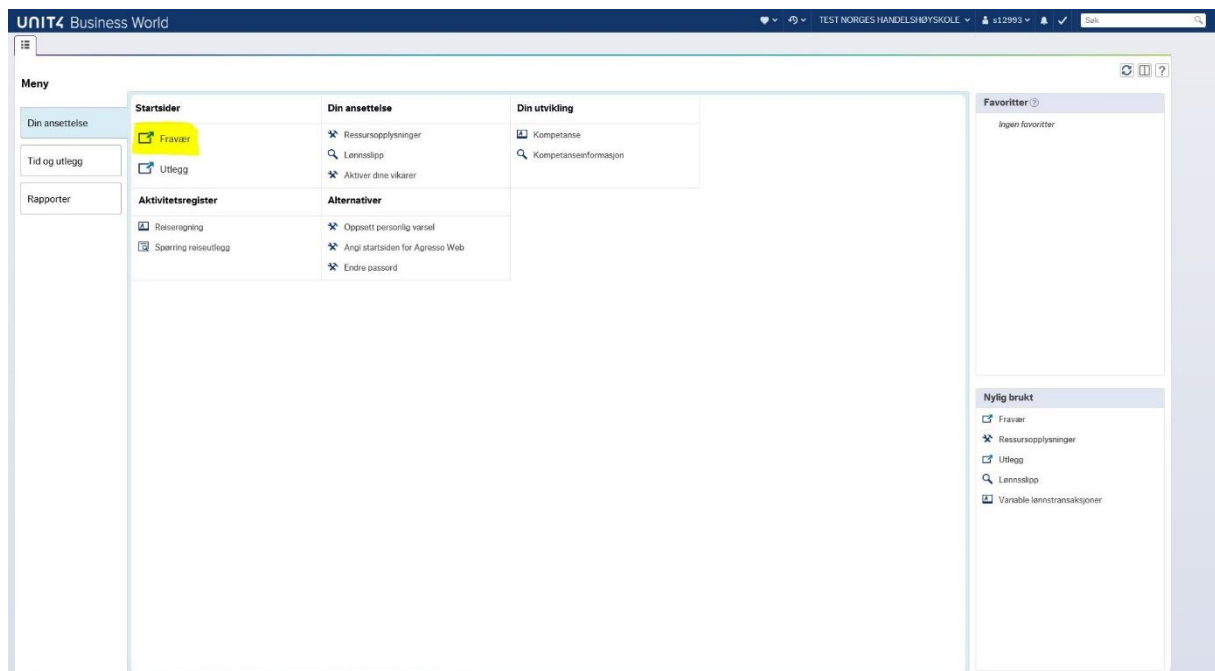 UNIT4 Business World
TEST NORGES HANDELSHØYSKOLE
s12993
Søk
Meny
Din ansettelse
Tid og utlegg
Rapporter
Startsider
Fravær
Utlegg
Din ansettelse
Ressursopplysninger
Lønnsslipp
Aktiver dine vikarer
Din utvikling
Kompetanse
Kompetanseinformasjon
Aktivitetsregister
Reiseregning
Spørring reiseutlegg
Alternativer
Oppsett personlig varsel
Angi startsiden for Agresso Web
Endre passord
Favoritter
Ingen favoritter
Nylig brukt
Fravær
Ressursopplysninger
Utlegg
Lønnsslipp
Variable lønnstransaksjoner